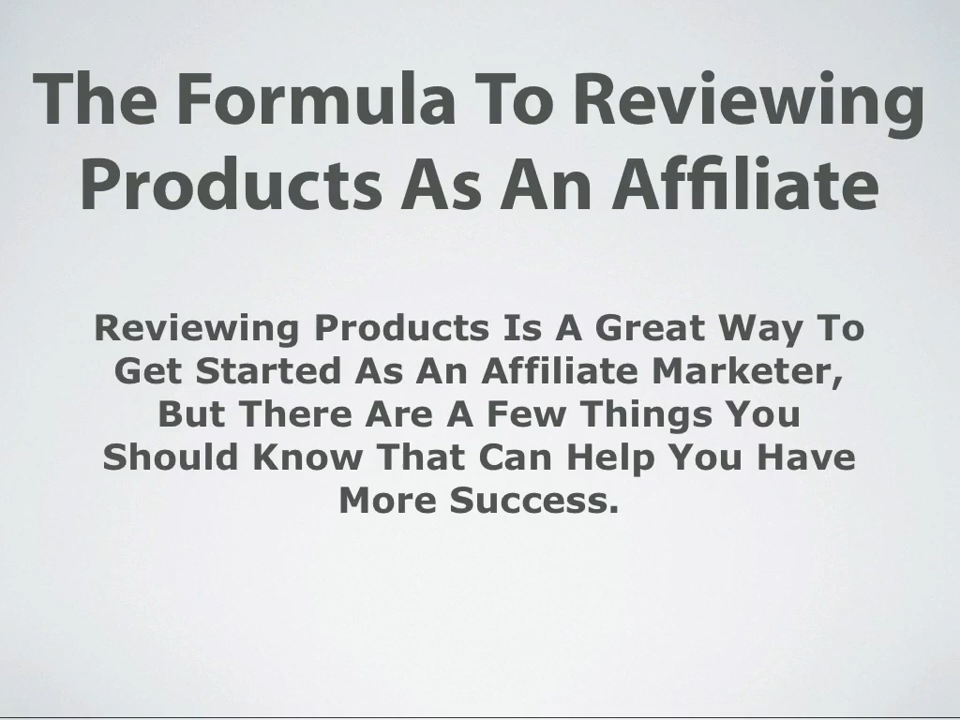 The Formula To Reviewing
Products As An Affiliate
Reviewing Products Is A Great Way To
Get Started As An Affiliate Marketer,
But There Are A Few Things You
Should Know That Can Help You Have
More Success.